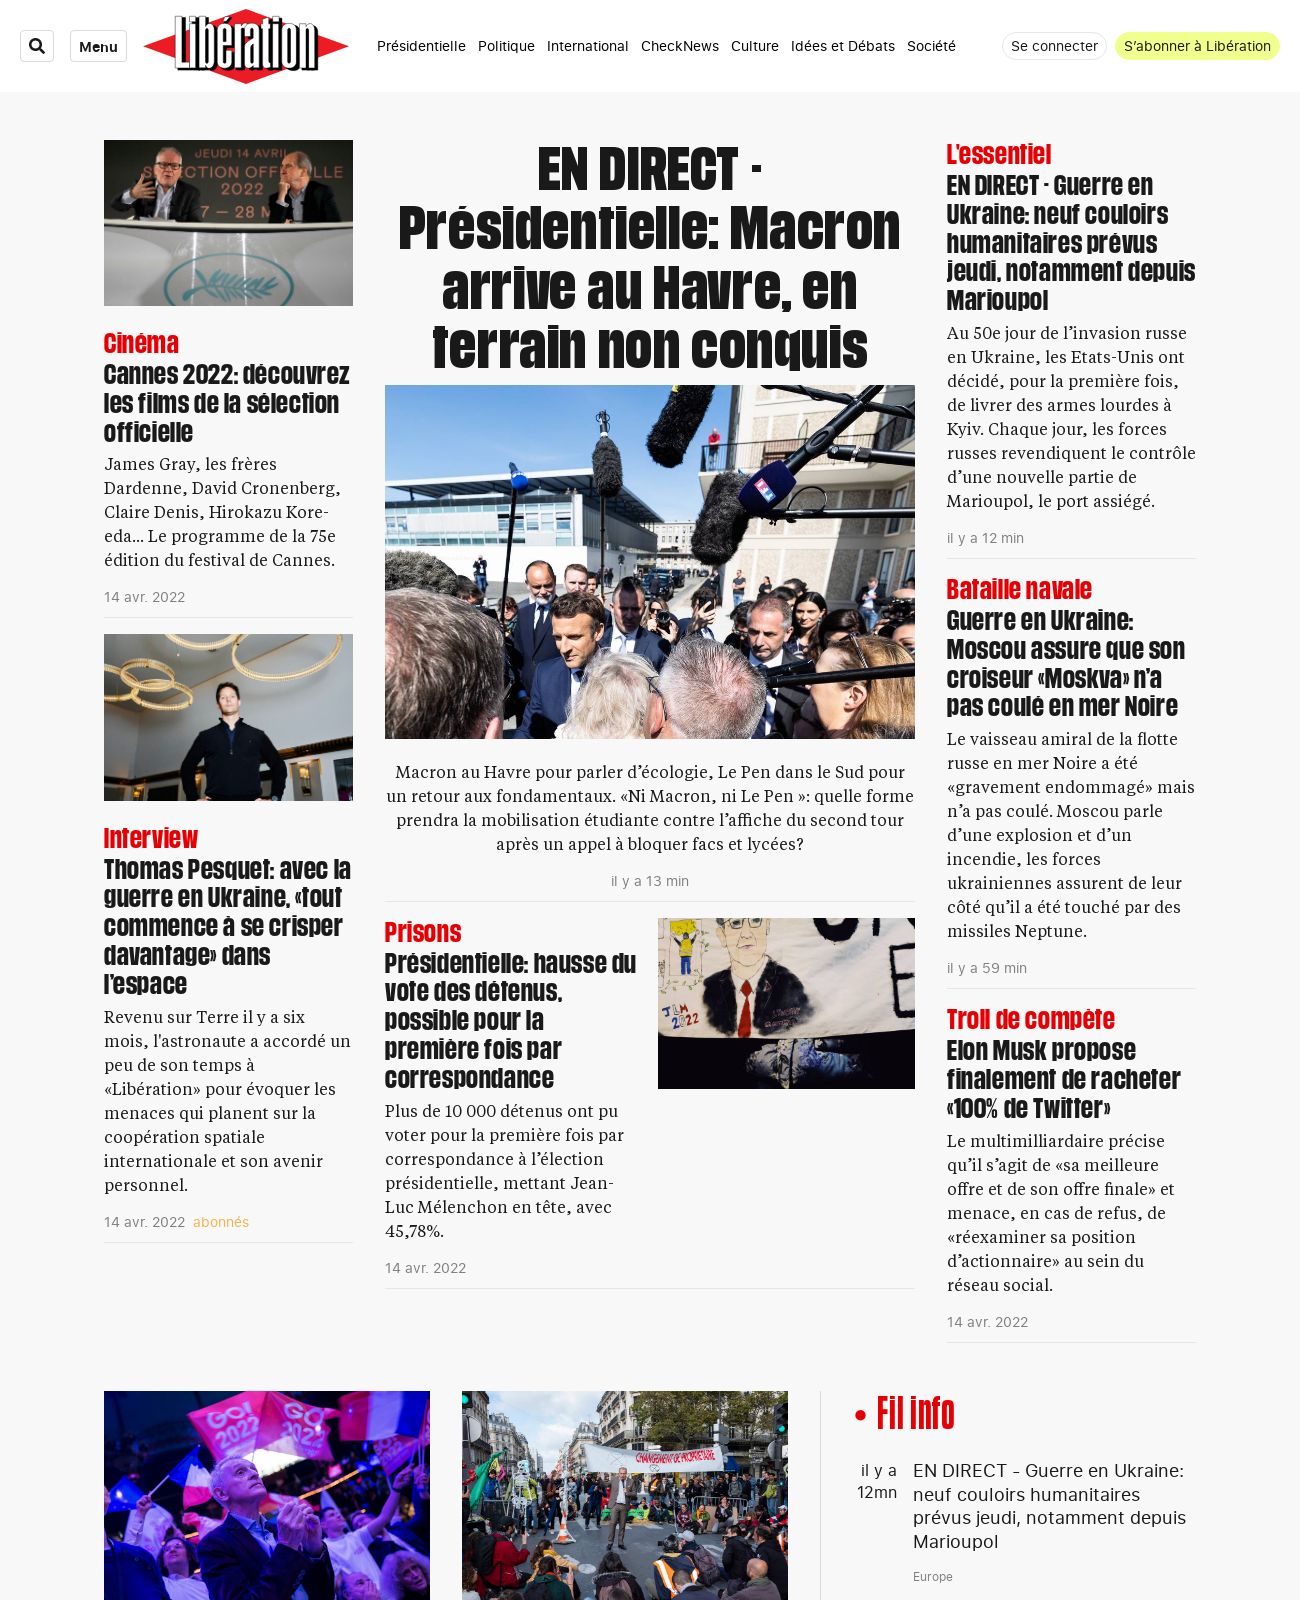 Menu
Libération
Présidentielle
Politique
International
CheckNews
Culture
Idées et Débats
Société
Se connecter
S’abonner à Libération
JEUDI 14 AVRIL
SÉLECTION OFFICIELLE
2022
Cinéma
Cannes 2022: découvrez
les films de la sélection
officielle
James Gray, les frères
Dardenne, David Cronenberg,
Claire Denis, Hirokazu Kore-
eda... Le programme de la 75e
édition du festival de Cannes.
14 avr. 2022
Interview
Thomas Pesquet: avec la
guerre en Ukraine, «tout
commence à se crisper
davantage» dans
l’espace
Revenu sur Terre il y a six
mois, l'astronaute a accordé un
peu de son temps à
«Libération» pour évoquer les
menaces qui planent sur la
coopération spatiale
internationale et son avenir
personnel.
14 avr. 2022 abonnés
EN DIRECT -
Présidentielle: Macron
arrive au Havre, en
terrain non conquis
Macron au Havre pour parler d’écologie, Le Pen dans le Sud pour
un retour aux fondamentaux. «Ni Macron, ni Le Pen »: quelle forme
prendra la mobilisation étudiante contre l’affiche du second tour
après un appel à bloquer facs et lycées?
il y a 13 min
Prisons
Présidentielle: hausse du
vote des détenus,
possible pour la
première fois par
correspondance
Plus de 10 000 détenus ont pu
voter pour la première fois par
correspondance à l’élection
présidentielle, mettant Jean-
Luc Mélenchon en tête, avec
45,78%.
14 avr. 2022
JLM
2022
L'essentiel
EN DIRECT - Guerre en
Ukraine: neuf couloirs
humanitaires prévus
jeudi, notamment depuis
Marioupol
Au 50e jour de l’invasion russe
en Ukraine, les Etats-Unis ont
décidé, pour la première fois,
de livrer des armes lourdes à
Kyiv. Chaque jour, les forces
russes revendiquent le contrôle
d’une nouvelle partie de
Marioupol, le port assiégé.
il y a 12 min
Bataille navale
Guerre en Ukraine:
Moscou assure que son
croiseur «Moskva» n’a
pas coulé en mer Noire
Le vaisseau amiral de la flotte
russe en mer Noire a été
«gravement endommagé» mais
n’a pas coulé. Moscou parle
d’une explosion et d’un
incendie, les forces
ukrainiennes assurent de leur
côté qu’il a été touché par des
missiles Neptune.
il y a 59 min
Troll de compète
Elon Musk propose
finalement de racheter
«100% de Twitter»
Le multimilliardaire précise
qu’il s’agit de «sa meilleure
offre et de son offre finale» et
menace, en cas de refus, de
«réexaminer sa position
d’actionnaire» au sein du
réseau social.
14 avr. 2022
GO!
2022
GO
2022
CHANGEMENT DE PROPRIÉTAIRE
• Fil info
il y a
12mn
EN DIRECT - Guerre en Ukraine:
neuf couloirs humanitaires
prévus jeudi, notamment depuis
Marioupol
Europe